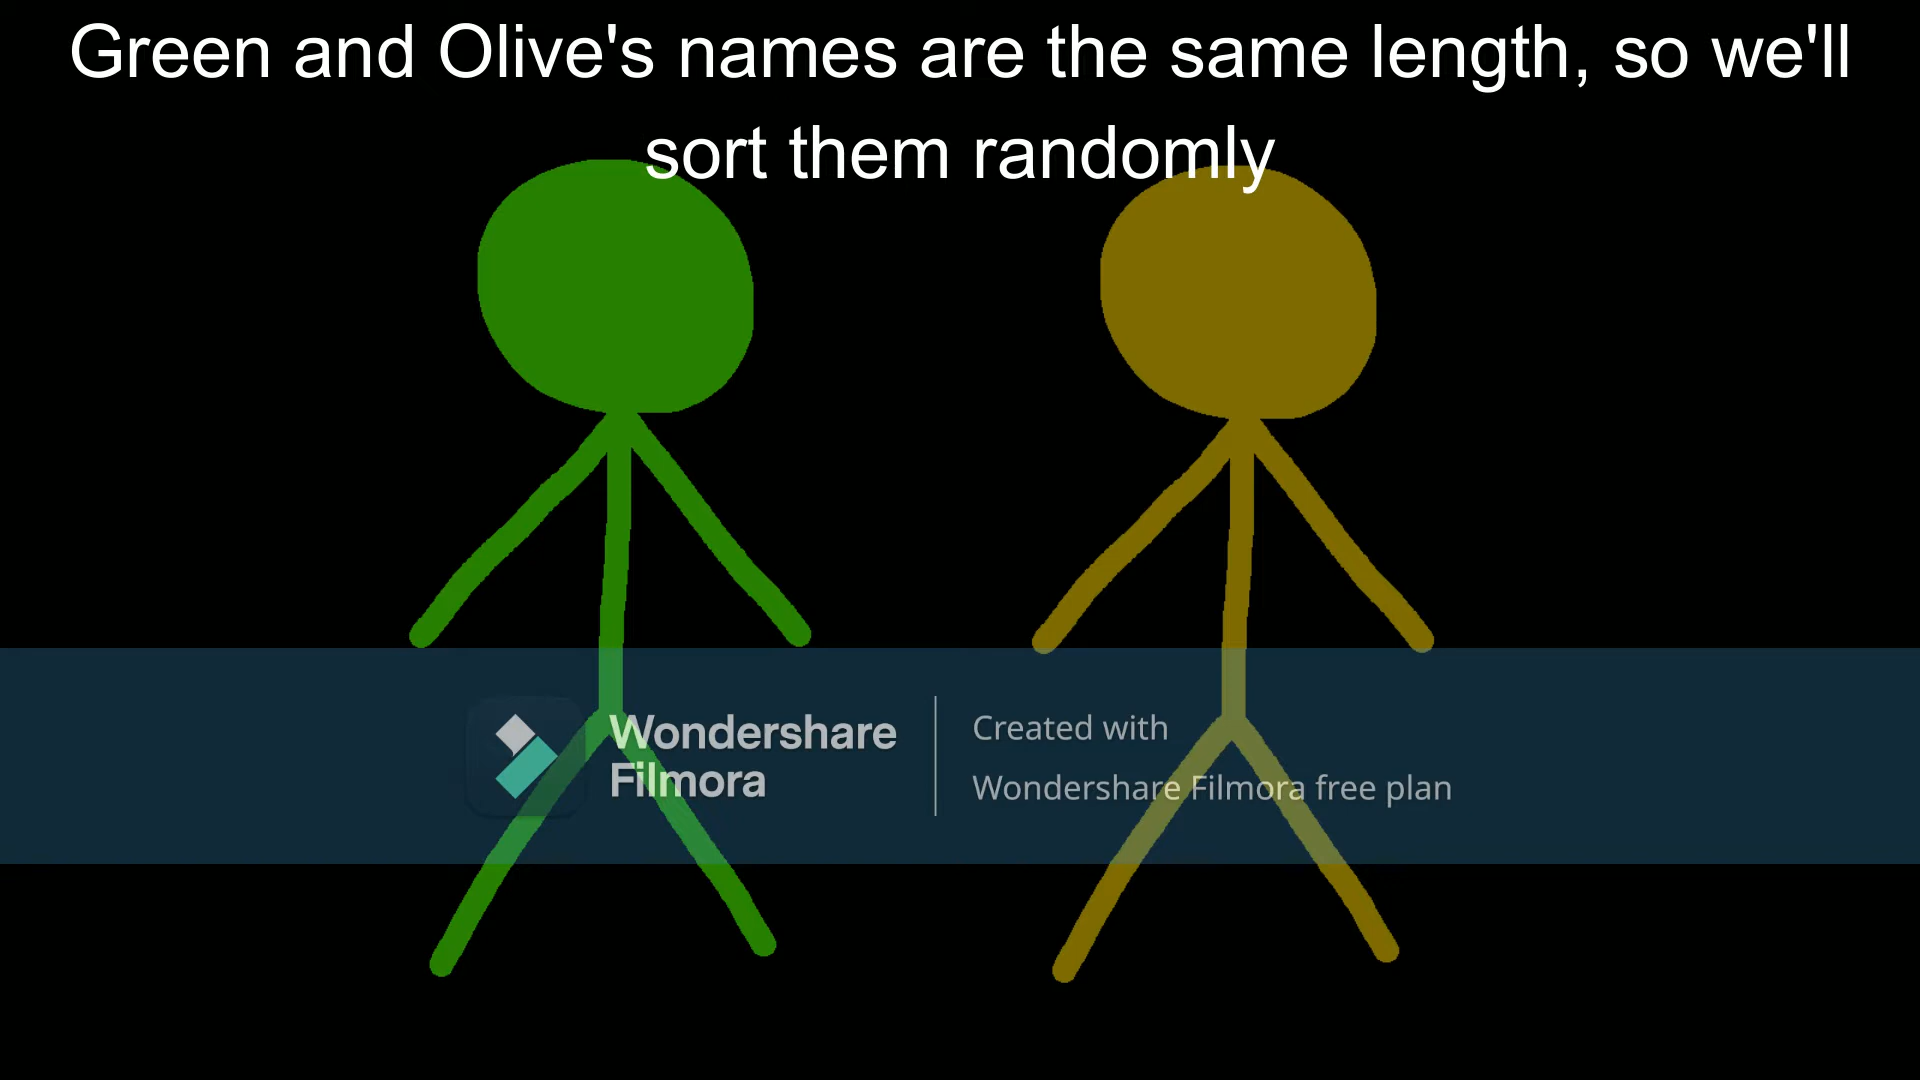 Green and Olive's names are the same length, so we'll
sort them randomly
Wondershare
Filmora
Created with
Wondershare Filmora free plan